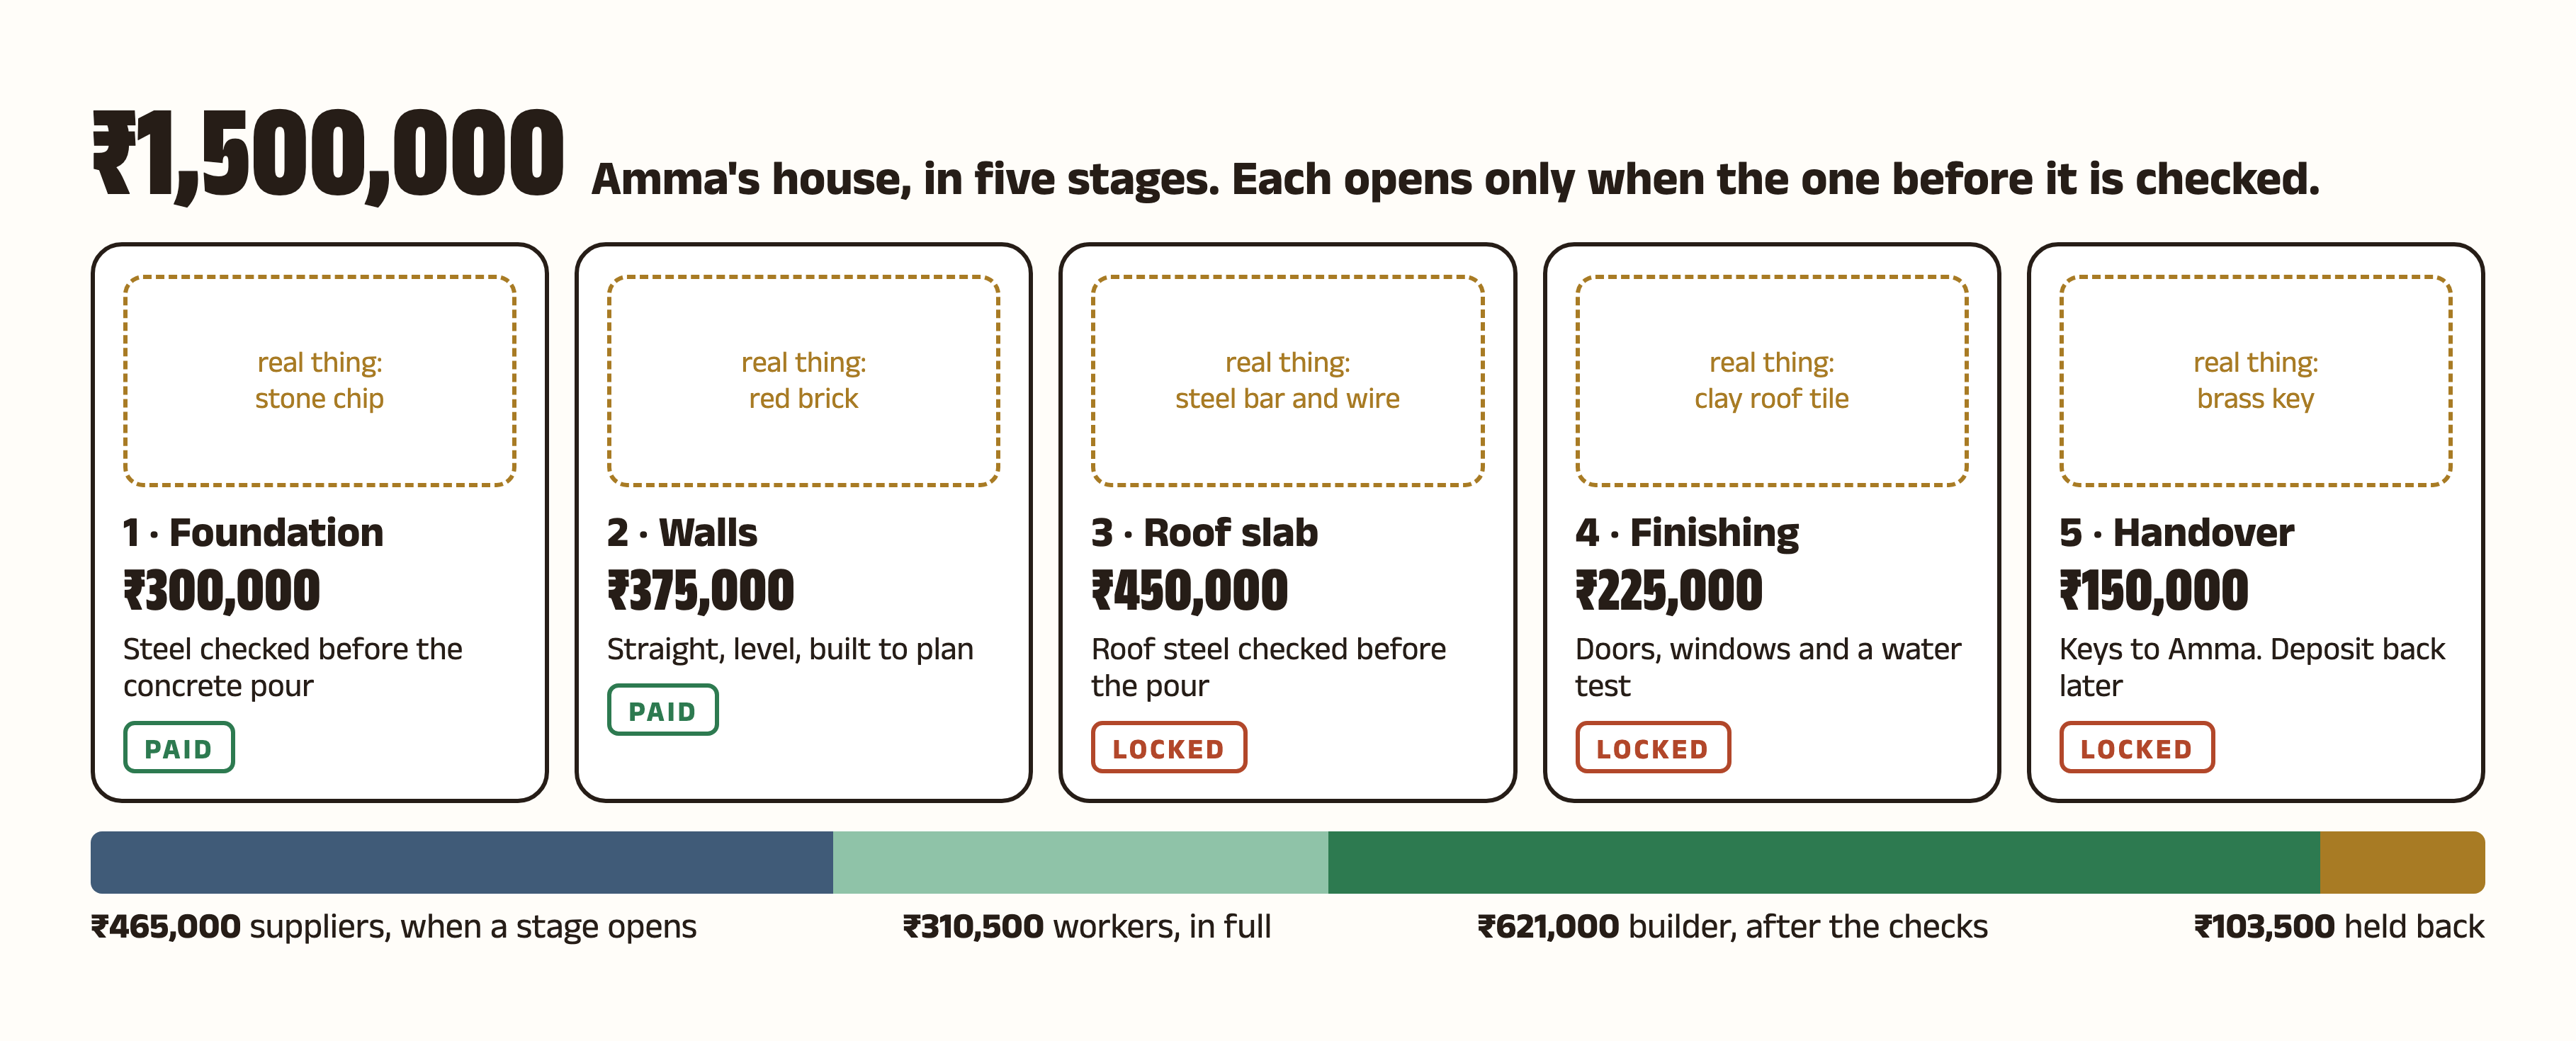 ₹1,500,000 Amma's house, in five stages. Each opens only when the one before it is checked.
real thing:
stone chip
1 · Foundation
₹300,000
Steel checked before the
concrete pour
PAID
real thing:
red brick
2 · Walls
₹375,000
Straight, level, built to plan
PAID
real thing:
steel bar and wire
3 · Roof slab
₹450,000
Roof steel checked before
the pour
LOCKED
real thing:
clay roof tile
4 · Finishing
₹225,000
Doors, windows and a water
test
LOCKED
real thing:
brass key
5 · Handover
₹150,000
Keys to Amma. Deposit back
later
LOCKED
₹465,000 suppliers, when a stage opens
₹310,500 workers, in full
₹621,000 builder, after the checks
₹103,500 held back